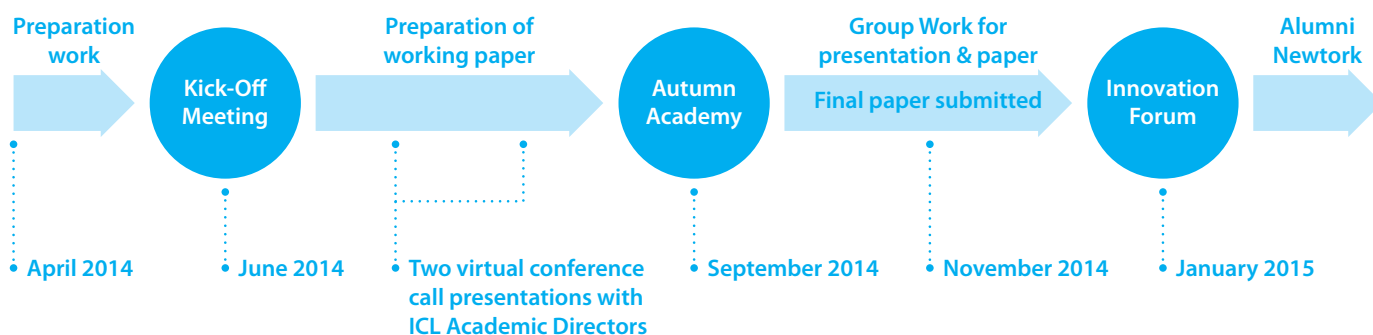 Preparation
work
Kick-Off
Meeting
Preparation of
working paper
Autumn
Academy
Group Work for
presentation & paper
Final paper submitted
Innovation
Forum
Alumni
Newtork
April 2014
June 2014
Two virtual conference
call presentations with
ICL Academic Directors
September 2014
November 2014
January 2015